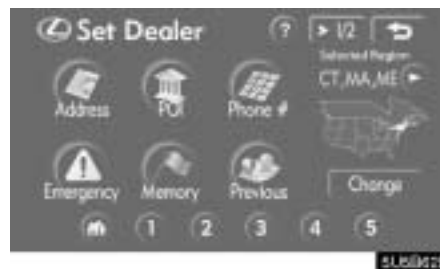 Set Dealer ? 1/2
Selected Region
CT,MA,ME
Address POI Phone #
Emergency Memory Previous
Change
1 2 3 4 5